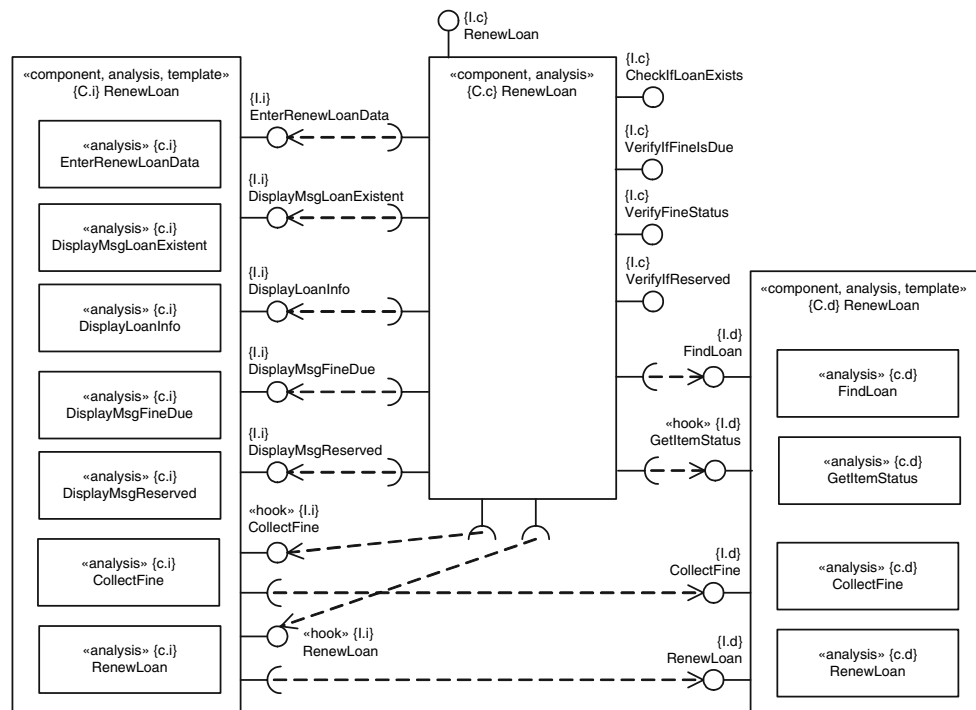 {I.c}
RenewLoan
«component, analysis, template»
{C.i} RenewLoan
«analysis» {c.i}
EnterRenewLoanData
«analysis» {c.i}
DisplayMsgLoanExistent
«analysis» {c.i}
DisplayLoanInfo
«analysis» {c.i}
DisplayMsgFineDue
«analysis» {c.i}
DisplayMsgReserved
«analysis» {c.i}
CollectFine
«analysis» {c.i}
RenewLoan
{I.i}
EnterRenewLoanData
{I.i}
DisplayMsgLoanExistent
{I.i}
DisplayLoanInfo
{I.i}
DisplayMsgFineDue
{I.i}
DisplayMsgReserved
«hook» {I.i}
CollectFine
«hook» {I.i}
RenewLoan
«component, analysis»
{C.c} RenewLoan
{I.c}
CheckIfLoanExists
{I.c}
VerifyIfFineIsDue
{I.c}
VerifyFineStatus
{I.c}
VerifyIfReserved
{I.d}
FindLoan
«hook» {I.d}
GetItemStatus
{I.d}
CollectFine
{I.d}
RenewLoan
«component, analysis, template»
{C.d} RenewLoan
«analysis» {c.d}
FindLoan
«analysis» {c.d}
GetItemStatus
«analysis» {c.d}
CollectFine
«analysis» {c.d}
RenewLoan